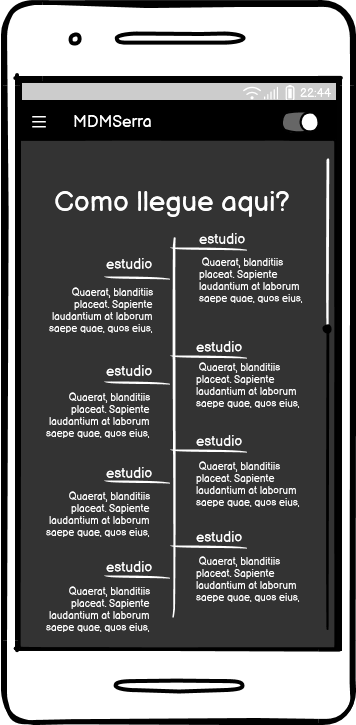 22:44
MDMSerra
Como llegue aqui?
estudio
Quaerat, blanditiis
placeat. Sapiente
laudantium at laborum
saepe quae, quos eius.
estudio
Quaerat, blanditiis
placeat. Sapiente
laudantium at laborum
saepe quae, quos eius.
estudio
Quaerat, blanditiis
placeat. Sapiente
laudantium at laborum
saepe quae, quos eius.
estudio
Quaerat, blanditiis
placeat. Sapiente
laudantium at laborum
saepe quae, quos eius.
estudio
Quaerat, blanditiis
placeat. Sapiente
laudantium at laborum
saepe quae, quos eius.
estudio
Quaerat, blanditiis
placeat. Sapiente
laudantium at laborum
saepe quae, quos eius.
estudio
Quaerat, blanditiis
placeat. Sapiente
laudantium at laborum
saepe quae, quos eius.
estudio
Quaerat, blanditiis
placeat. Sapiente
laudantium at laborum
saepe quae, quos eius.